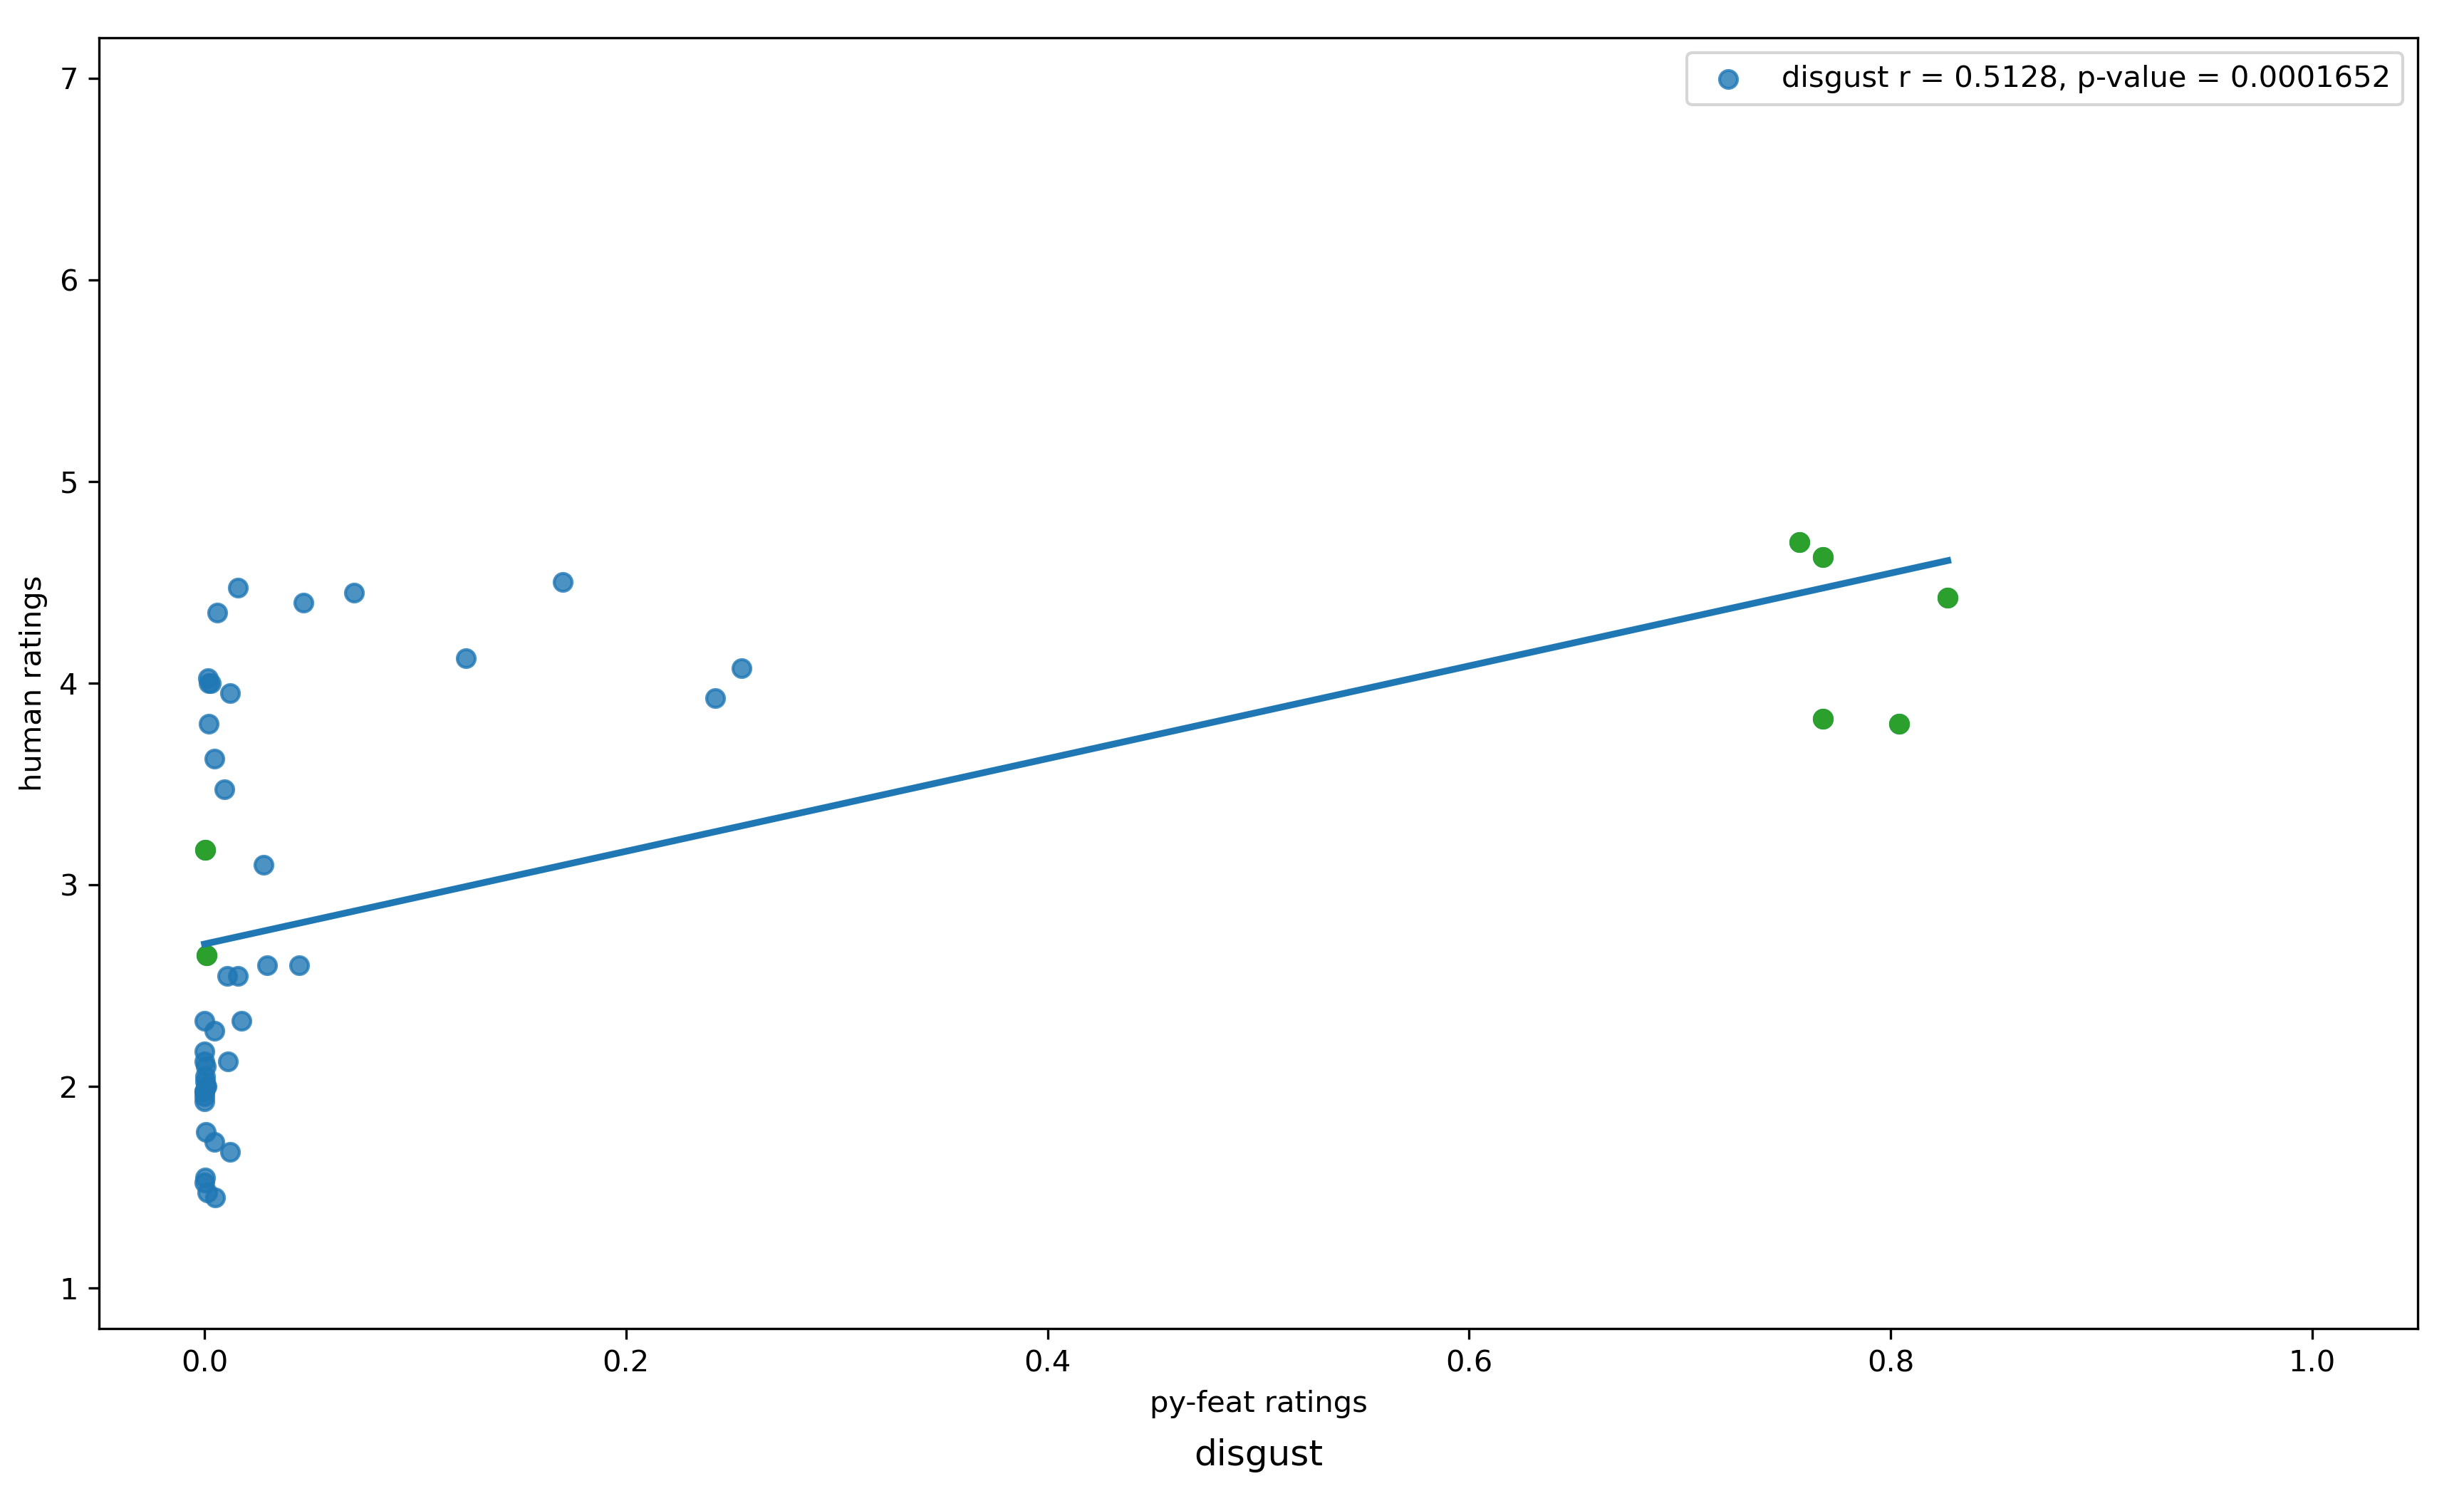 disgust r = 0.5128, p-value = 0.0001652
7
6
5
4
3
2
1
human ratings
0.0 0.2 0.4 0.6 0.8 1.0
py-feat ratings
disgust